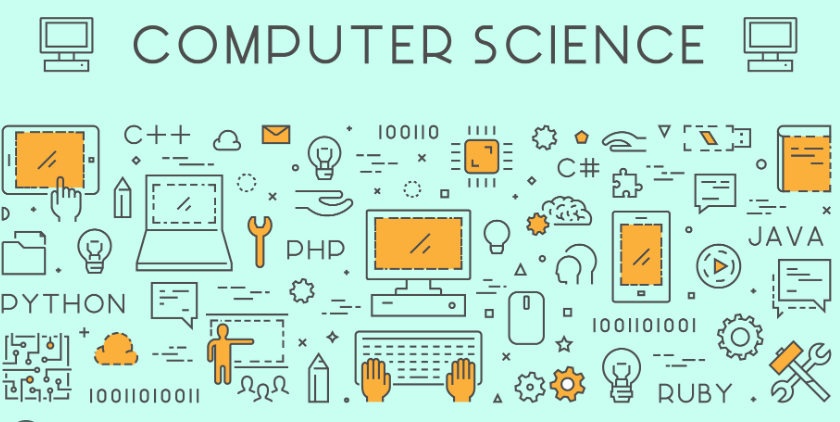 COMPUTER SCIENCE
C++
100110
C#
PHP
JAVA
PYTHON
1001101001
10011010011
RUBY